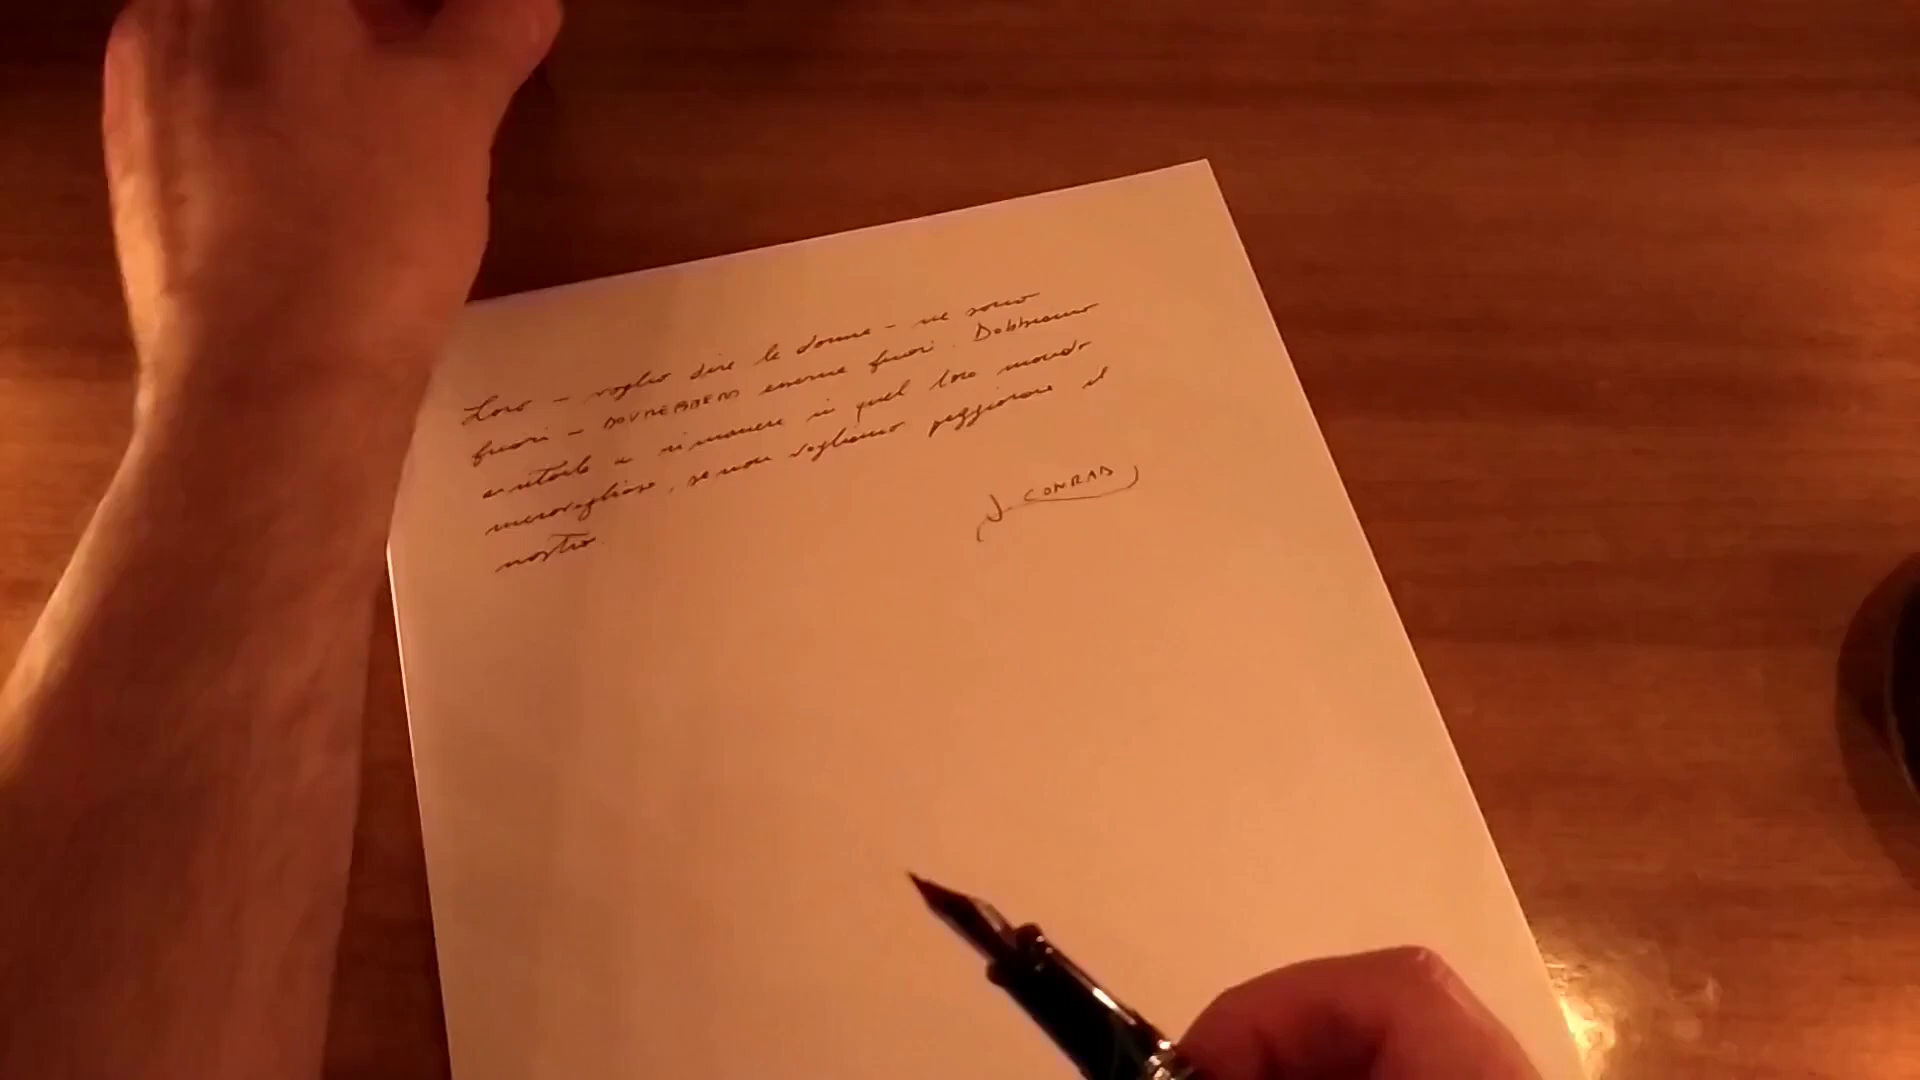 Loro - voglio dire le donne - ne sono
fuori - DOVREBBERO esserne fuori. Dobbiamo
aiutarle a rimanere in quel loro mondo
meraviglioso, se non vogliamo peggiorare il
nostro.
J. CONRAD